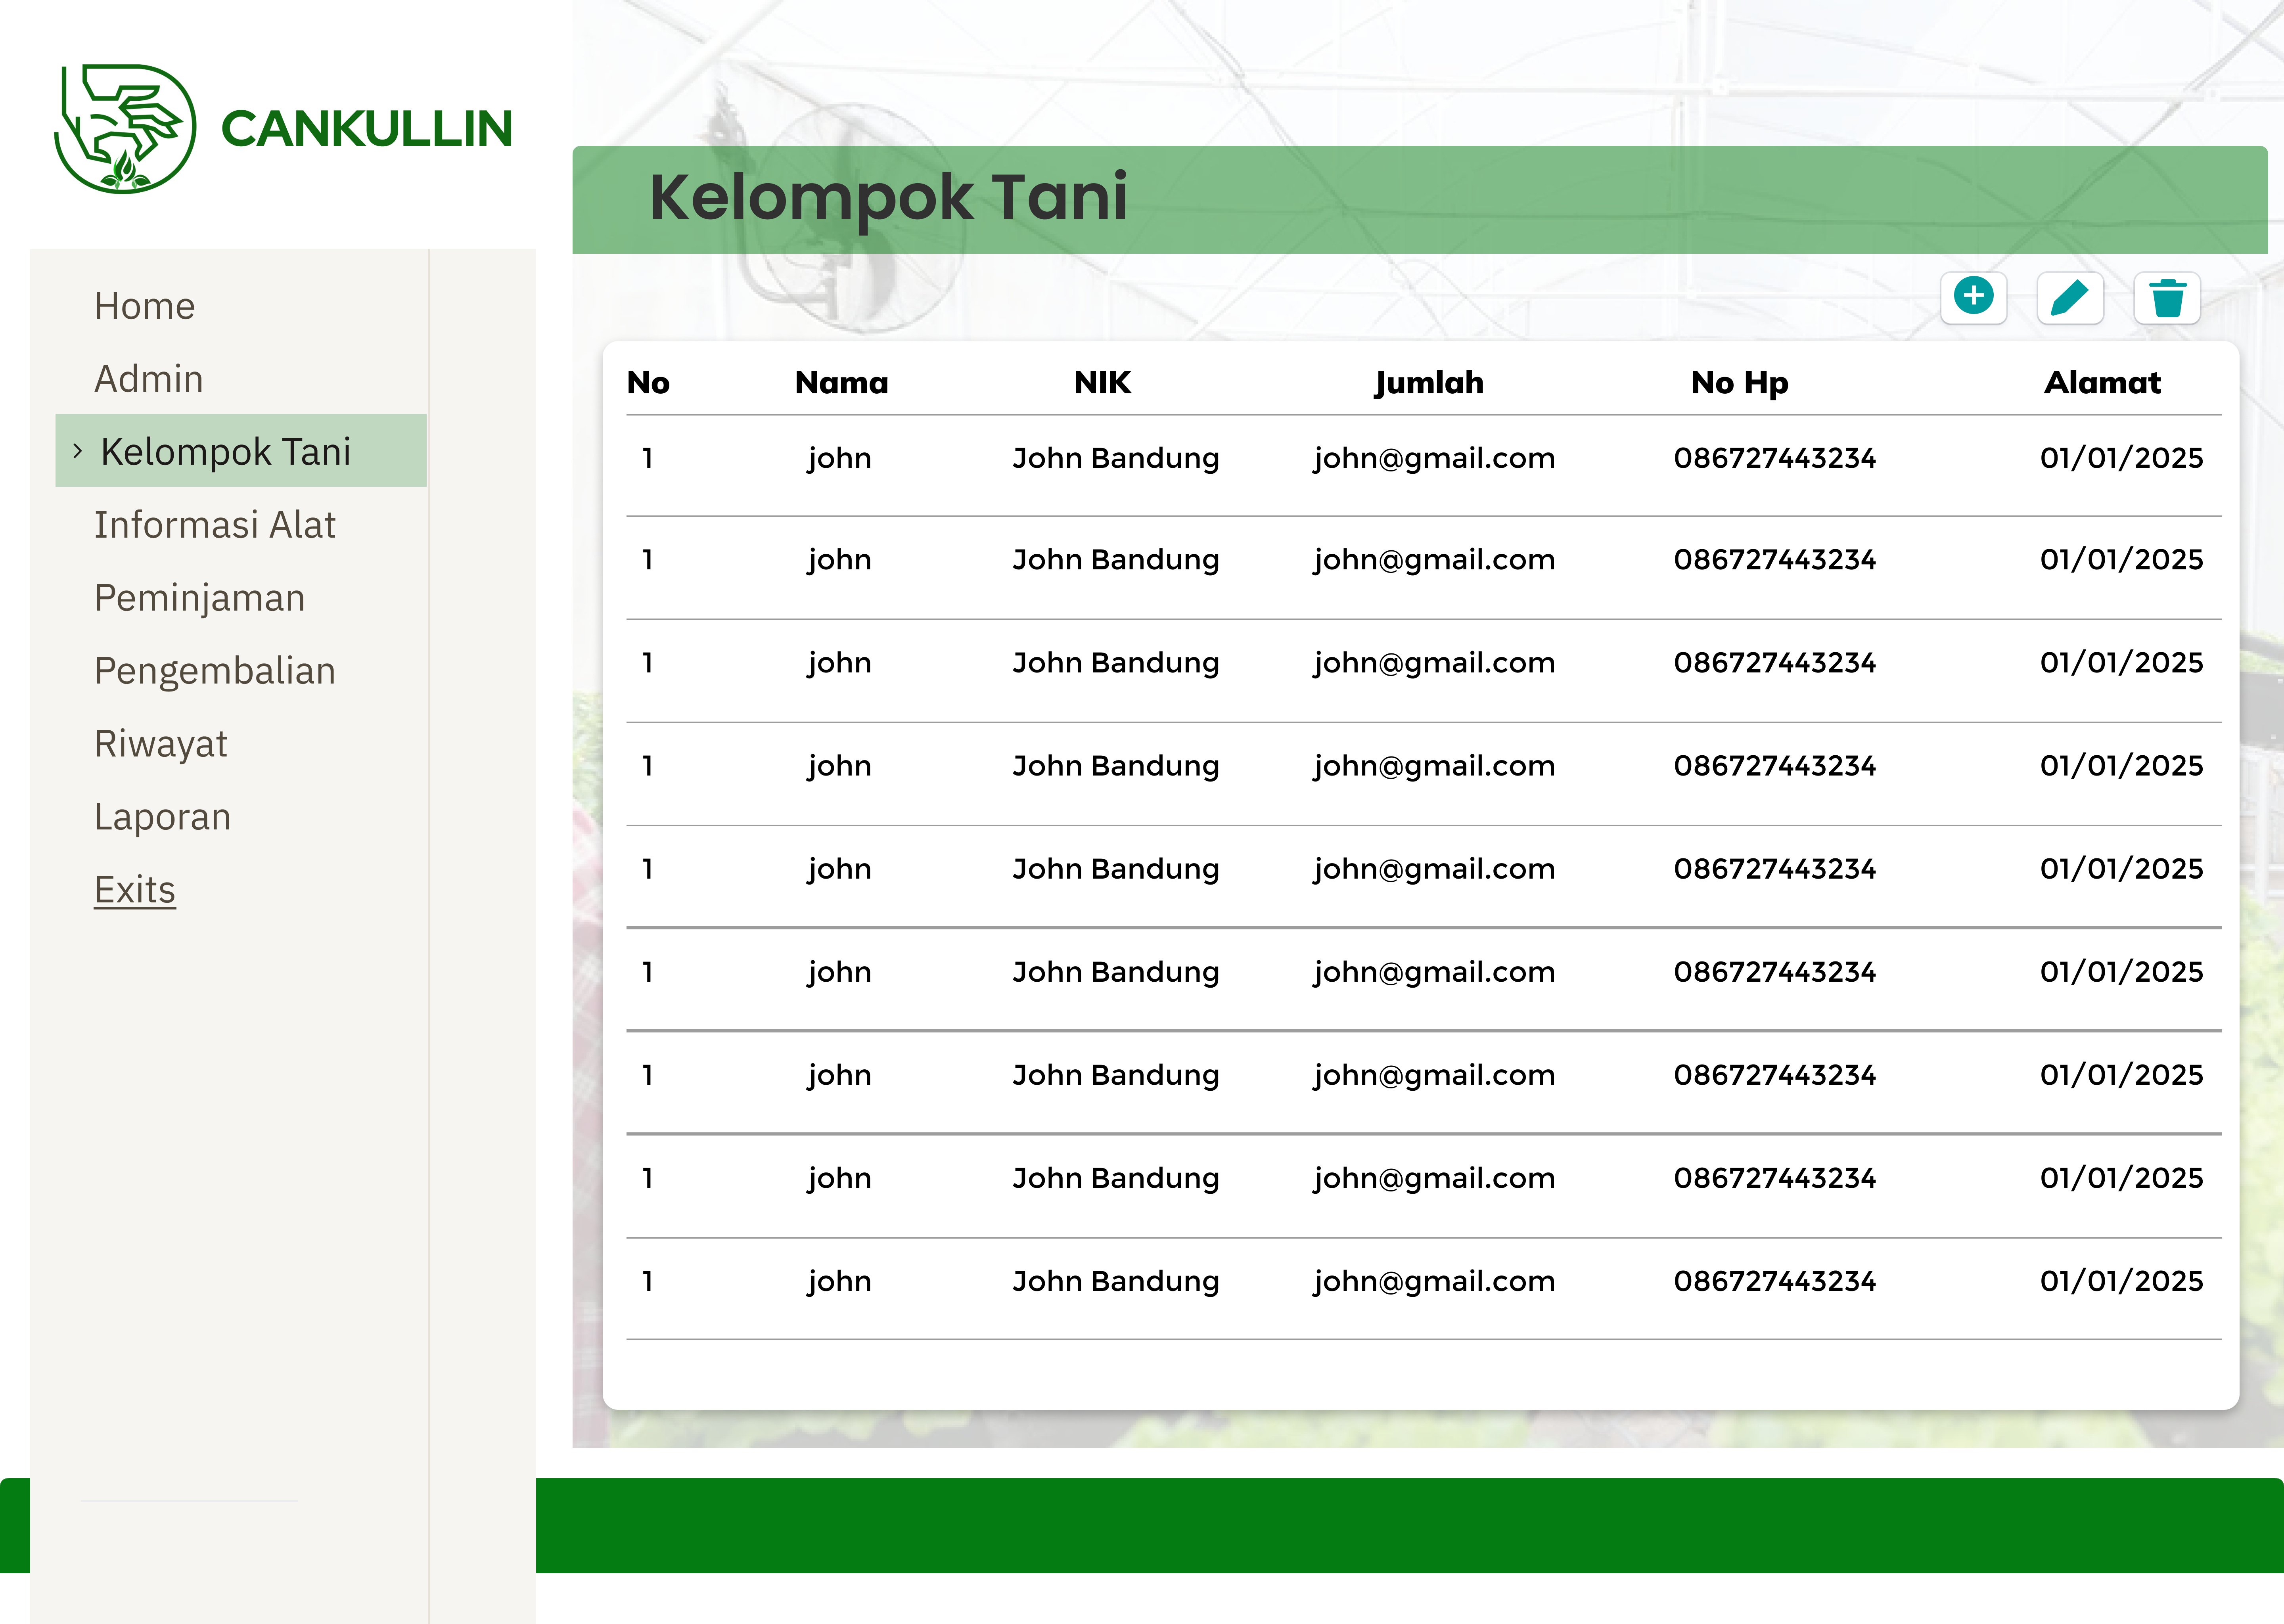 CANKULLIN
Home
Admin
Kelompok Tani
Informasi Alat
Peminjaman
Pengembalian
Riwayat
Laporan
Exits
Kelompok Tani
No Nama NIK Jumlah No Hp Alamat
1 john John Bandung john@gmail.com 086727443234 01/01/2025
1 john John Bandung john@gmail.com 086727443234 01/01/2025
1 john John Bandung john@gmail.com 086727443234 01/01/2025
1 john John Bandung john@gmail.com 086727443234 01/01/2025
1 john John Bandung john@gmail.com 086727443234 01/01/2025
1 john John Bandung john@gmail.com 086727443234 01/01/2025
1 john John Bandung john@gmail.com 086727443234 01/01/2025
1 john John Bandung john@gmail.com 086727443234 01/01/2025
1 john John Bandung john@gmail.com 086727443234 01/01/2025